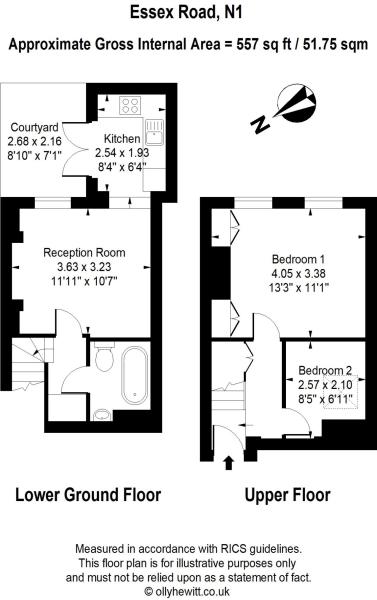 Essex Road, N1
Approximate Gross Internal Area = 557 sq ft / 51.75 sqm
N
Courtyard
2.68 x 2.16
8'10" x 7'1"
Kitchen
2.54 x 1.93
8'4" x 6'4"
Reception Room
3.63 x 3.23
11'11" x 10'7"
Bedroom 1
4.05 x 3.38
13'3" x 11'1"
Bedroom 2
2.57 x 2.10
8'5" x 6'11"
Lower Ground Floor
Upper Floor
Measured in accordance with RICS guidelines.
This floor plan is for illustrative purposes only
and must not be relied upon as a statement of fact.
© ollyhewitt.co.uk